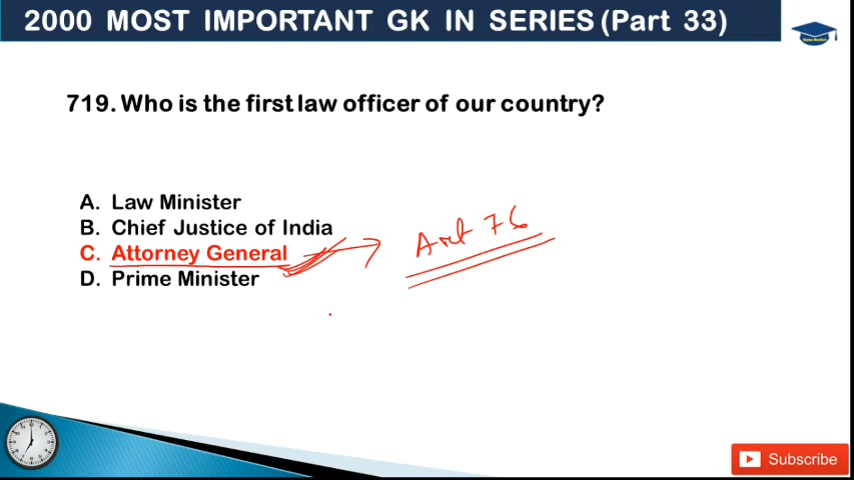 2000 MOST IMPORTANT GK IN SERIES (Part 33)
719. Who is the first law officer of our country?
A. Law Minister
B. Chief Justice of India
C. Attorney General
Art 76
D. Prime Minister
Subscribe